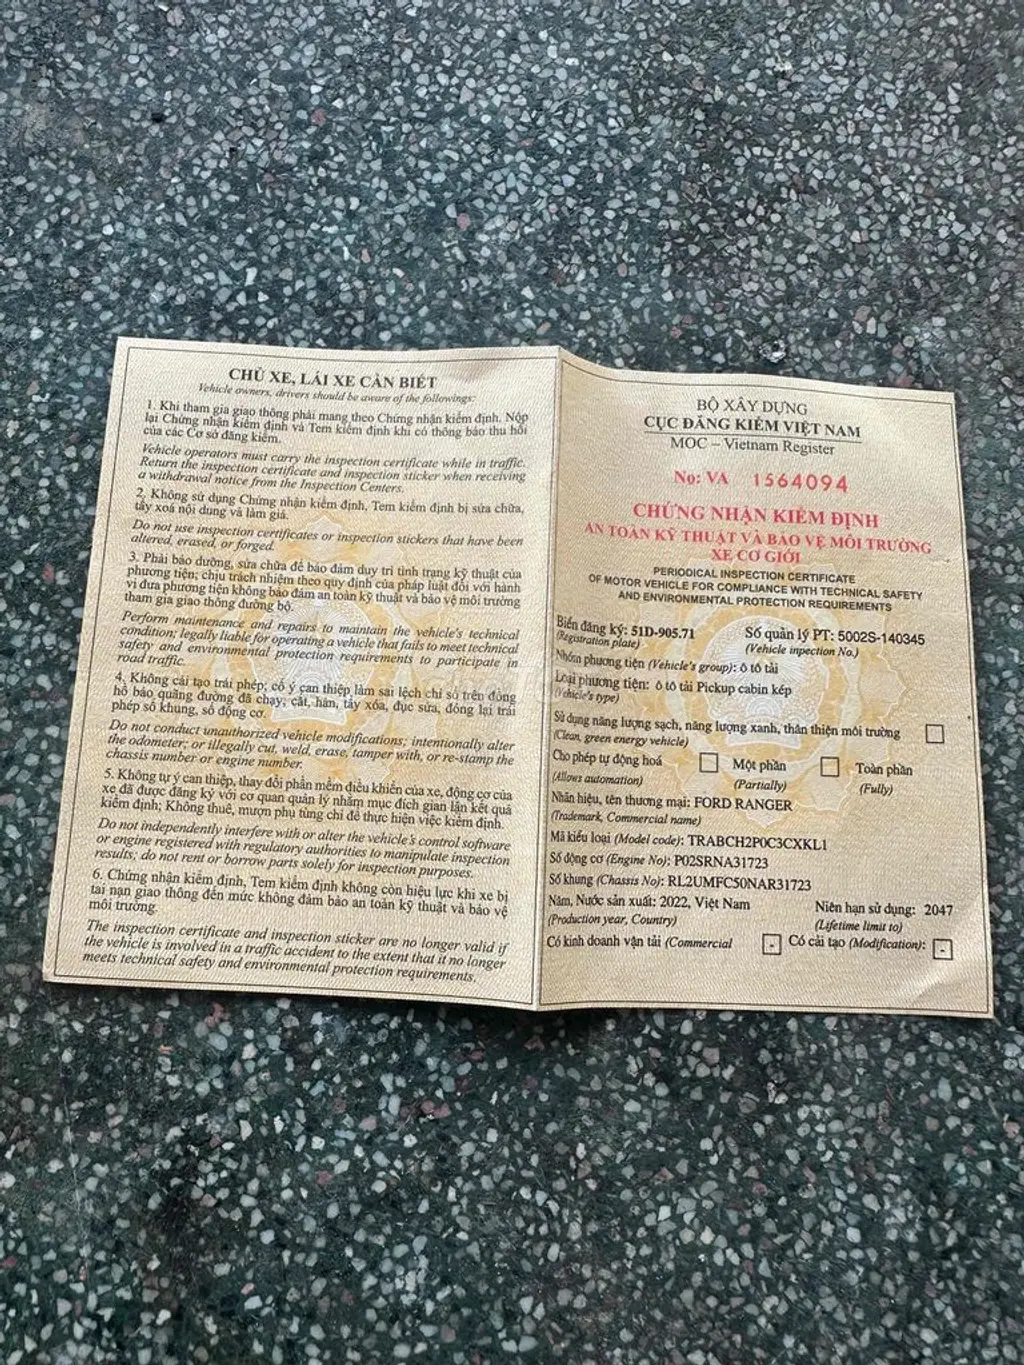 CHỦ XE, LÁI XE CẦN BIẾT
Vehicle owners, drivers should be aware of the followings:
1. Khi tham gia giao thông phải mang theo Chứng nhận kiểm định. Nộp
lại Chứng nhận kiểm định và Tem kiểm định khi có thông báo thu hồi
của các Cơ sở đăng kiểm.
Vehicle operators must carry the inspection certificate while in traffic.
Return the inspection certificate and inspection sticker when receiving
a withdrawal notice from the Inspection Centers.
2. Không sử dụng Chứng nhận kiểm định, Tem kiểm định bị sửa chữa,
tẩy xoá nội dung và làm giả.
Do not use inspection certificates or inspection stickers that have been
altered, erased, or forged.
3. Phải bảo dưỡng, sửa chữa để bảo đảm duy trì tình trạng kỹ thuật của
phương tiện; chịu trách nhiệm theo quy định của pháp luật đối với hành
vi đưa phương tiện không bảo đảm an toàn kỹ thuật và bảo vệ môi trường
tham gia giao thông đường bộ.
Perform maintenance and repairs to maintain the vehicle's technical
condition; legally liable for operating a vehicle that fails to meet technical
safety and environmental protection requirements to participate in
road traffic.
4. Không cải tạo trái phép; cố ý can thiệp làm sai lệch chỉ số trên đồng
hồ báo quãng đường đã chạy; cắt, hàn, tẩy xóa, đục sửa, đóng lại trái
phép số khung, số động cơ.
Do not conduct unauthorized vehicle modifications; intentionally alter
the odometer; or illegally cut, weld, erase, tamper with, or re-stamp the
chassis number or engine number.
5. Không tự ý can thiệp, thay đổi phần mềm điều khiển của xe, động cơ của
xe đã được đăng ký với cơ quan quản lý nhằm mục đích gian lận kết quả
kiểm định; Không thuê, mượn phụ tùng chỉ để thực hiện việc kiểm định.
Do not independently interfere with or alter the vehicle's control software
or engine registered with regulatory authorities to manipulate inspection
results; do not rent or borrow parts solely for inspection purposes.
6. Chứng nhận kiểm định, Tem kiểm định không còn hiệu lực khi xe bị
tai nạn giao thông đến mức không đảm bảo an toàn kỹ thuật và bảo vệ
môi trường.
The inspection certificate and inspection sticker are no longer valid if
the vehicle is involved in a traffic accident to the extent that it no longer
meets technical safety and environmental protection requirements.
BỘ XÂY DỰNG
CỤC ĐĂNG KIỂM VIỆT NAM
MOC – Vietnam Register
No: VA 1564094
CHỨNG NHẬN KIỂM ĐỊNH
AN TOÀN KỸ THUẬT VÀ BẢO VỆ MÔI TRƯỜNG
XE CƠ GIỚI
PERIODICAL INSPECTION CERTIFICATE
OF MOTOR VEHICLE FOR COMPLIANCE WITH TECHNICAL SAFETY
AND ENVIRONMENTAL PROTECTION REQUIREMENTS
Biển đăng ký: 51D-905.71 Số quản lý PT: 5002S-140345
(Registration plate) (Vehicle inpection No.)
Nhóm phương tiện (Vehicle's group): ô tô tải
Loại phương tiện: ô tô tải Pickup cabin kép
(Vehicle's type)
Sử dụng năng lượng sạch, năng lượng xanh, thân thiện môi trường
(Clean, green energy vehicle)
Cho phép tự động hoá Một phần Toàn phần
(Allows automation) (Partially) (Fully)
Nhãn hiệu, tên thương mại: FORD RANGER
(Trademark, Commercial name)
Mã kiểu loại (Model code): TRABCH2P0C3CXKL1
Số động cơ (Engine No): P02SRNA31723
Số khung (Chassis No): RL2UMFC50NAR31723
Năm, Nước sản xuất: 2022, Việt Nam Niên hạn sử dụng: 2047
(Production year, Country) (Lifetime limit to)
Có kinh doanh vận tải (Commercial - Có cải tạo (Modification): -